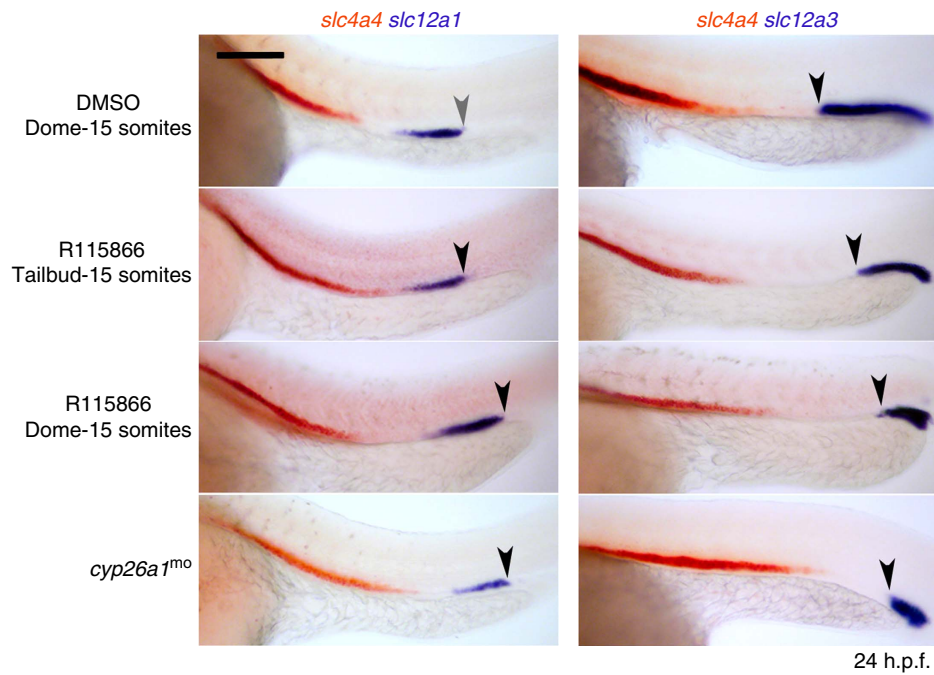 slc4a4 slc12a1
slc4a4 slc12a3
DMSO
Dome-15 somites
R115866
Tailbud-15 somites
R115866
Dome-15 somites
cyp26a1mo
24 h.p.f.